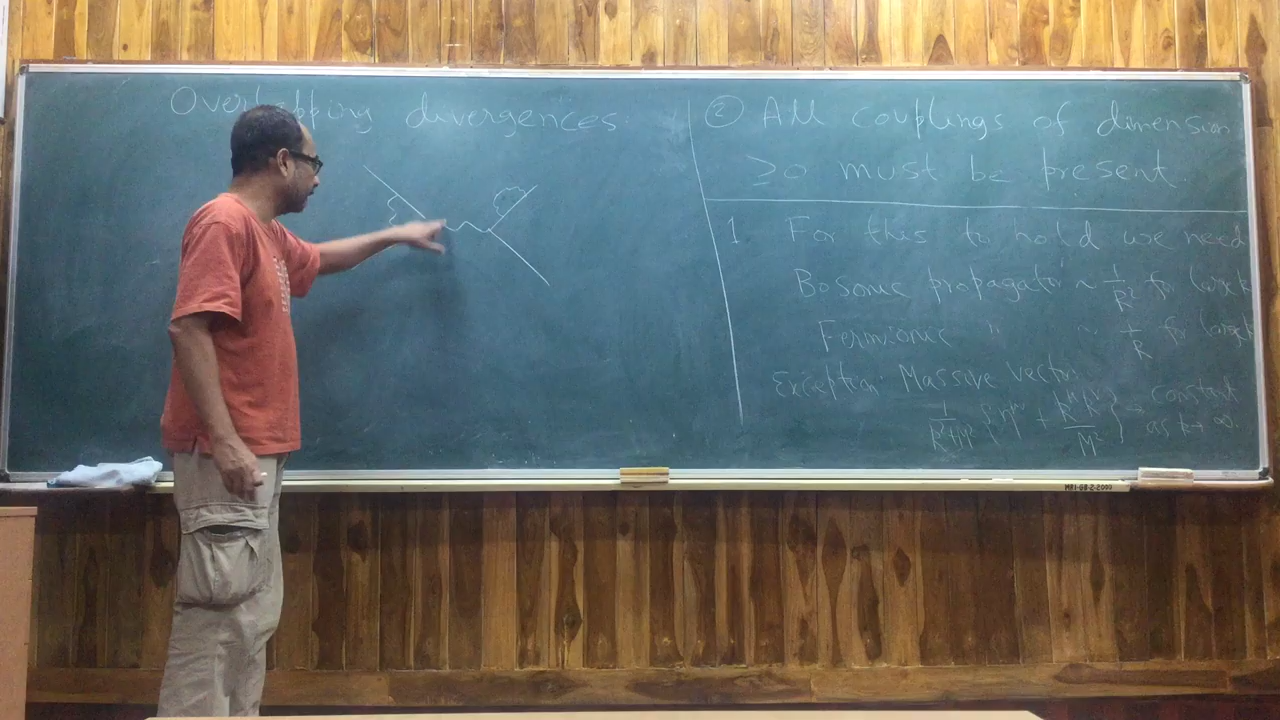 Overlapping divergences
② All couplings of dimension
≥0 must be present.
1 For this to hold we need
Bosonic propagator ~ 1/k² for large k
Fermionic " ~ 1/k for large k
Exception: Massive vector
1/(k²+M²) {η^μν + k^μ k^ν/M²} → constant
as k→∞.